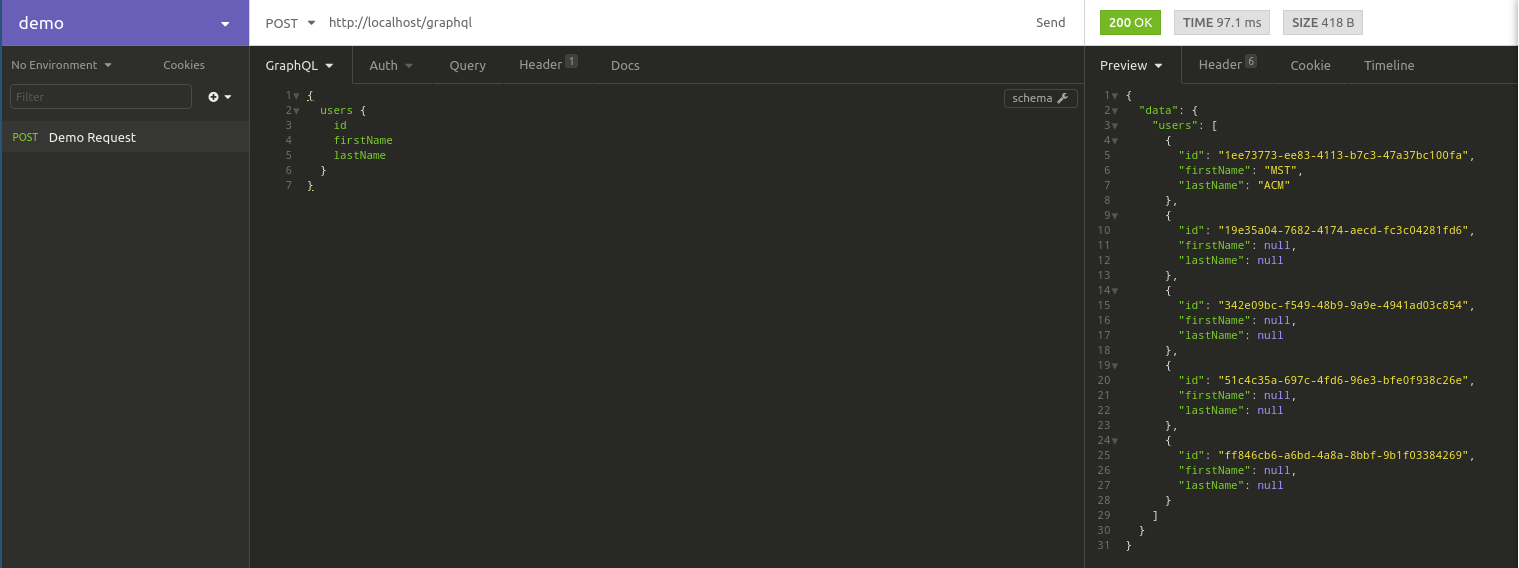 demo
POST http://localhost/graphql Send
200 OK TIME 97.1 ms SIZE 418 B
No Environment Cookies
Filter
POST Demo Request
GraphQL Auth Query Header 1 Docs
schema
1 {
2 users {
3 id
4 firstName
5 lastName
6 }
7 }
Preview Header 6 Cookie Timeline
1 {
2 "data": {
3 "users": [
4 {
5 "id": "1ee73773-ee83-4113-b7c3-47a37bc100fa",
6 "firstName": "MST",
7 "lastName": "ACM"
8 },
9 {
10 "id": "19e35a04-7682-4174-aecd-fc3c04281fd6",
11 "firstName": null,
12 "lastName": null
13 },
14 {
15 "id": "342e09bc-f549-48b9-9a9e-4941ad03c854",
16 "firstName": null,
17 "lastName": null
18 },
19 {
20 "id": "51c4c35a-697c-4fd6-96e3-bfe0f938c26e",
21 "firstName": null,
22 "lastName": null
23 },
24 {
25 "id": "ff846cb6-a6bd-4a8a-8bbf-9b1f03384269",
26 "firstName": null,
27 "lastName": null
28 }
29 ]
30 }
31 }